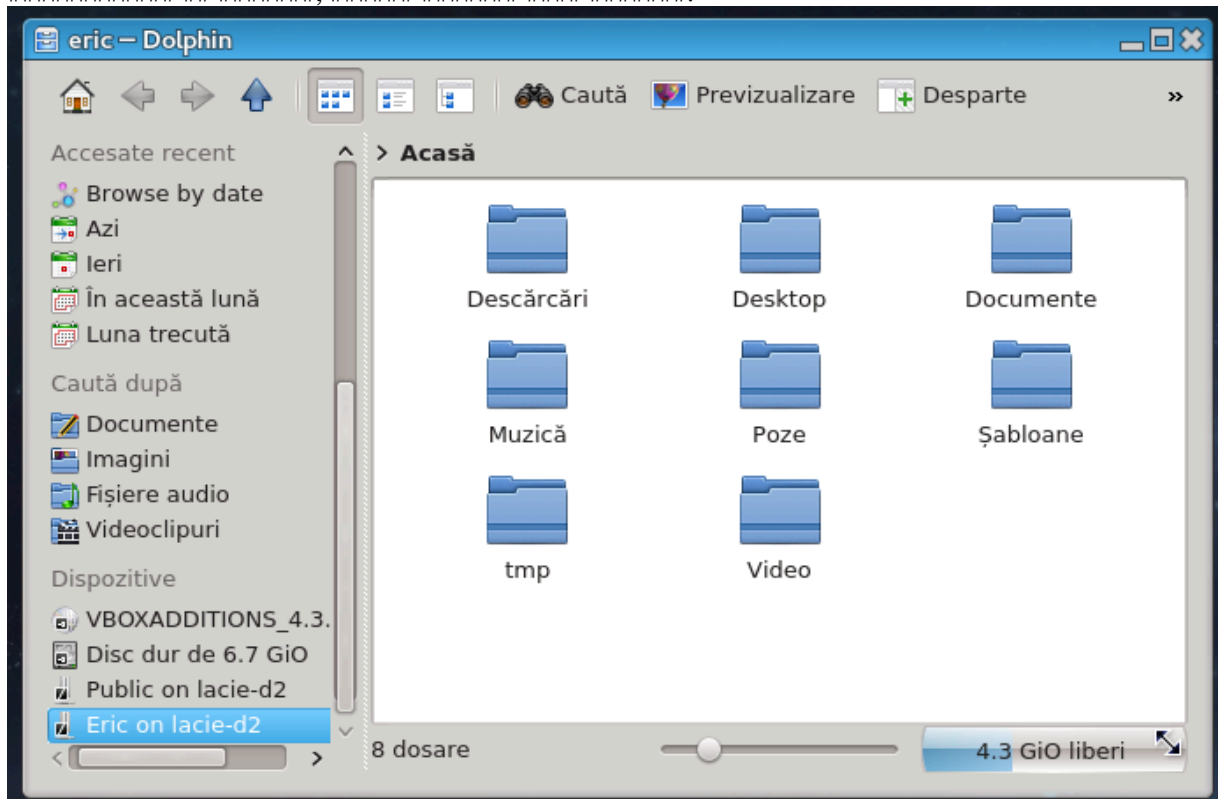 eric – Dolphin
Caută Previzualizare Desparte »
Accesate recent
Browse by date
Azi
Ieri
În această lună
Luna trecută
Caută după
Documente
Imagini
Fișiere audio
Videoclipuri
Dispozitive
VBOXADDITIONS_4.3.
Disc dur de 6.7 GiO
Public on lacie-d2
Eric on lacie-d2
> Acasă
Descărcări Desktop Documente
Muzică Poze Șabloane
tmp Video
8 dosare 4.3 GiO liberi